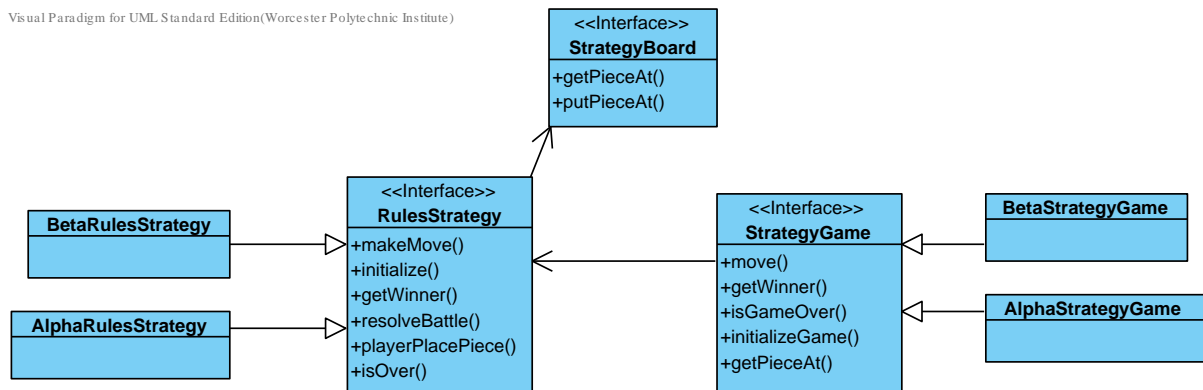 Visual Paradigm for UML Standard Edition(Worcester Polytechnic Institute)
<<Interface>>
StrategyBoard
+getPieceAt()
+putPieceAt()
BetaRulesStrategy
AlphaRulesStrategy
<<Interface>>
RulesStrategy
+makeMove()
+initialize()
+getWinner()
+resolveBattle()
+playerPlacePiece()
+isOver()
<<Interface>>
StrategyGame
+move()
+getWinner()
+isGameOver()
+initializeGame()
+getPieceAt()
BetaStrategyGame
AlphaStrategyGame